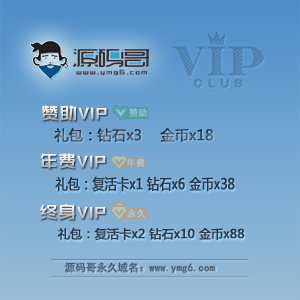 源码哥
www.ymg6.com
VIP
CLUB
赞助VIP 赞助
礼包：钻石x3 金币x18
年费VIP 年费
礼包：复活卡x1 钻石x6 金币x38
终身VIP 永久
礼包：复活卡x2 钻石x10 金币x88
源码哥永久域名：www.ymg6.com